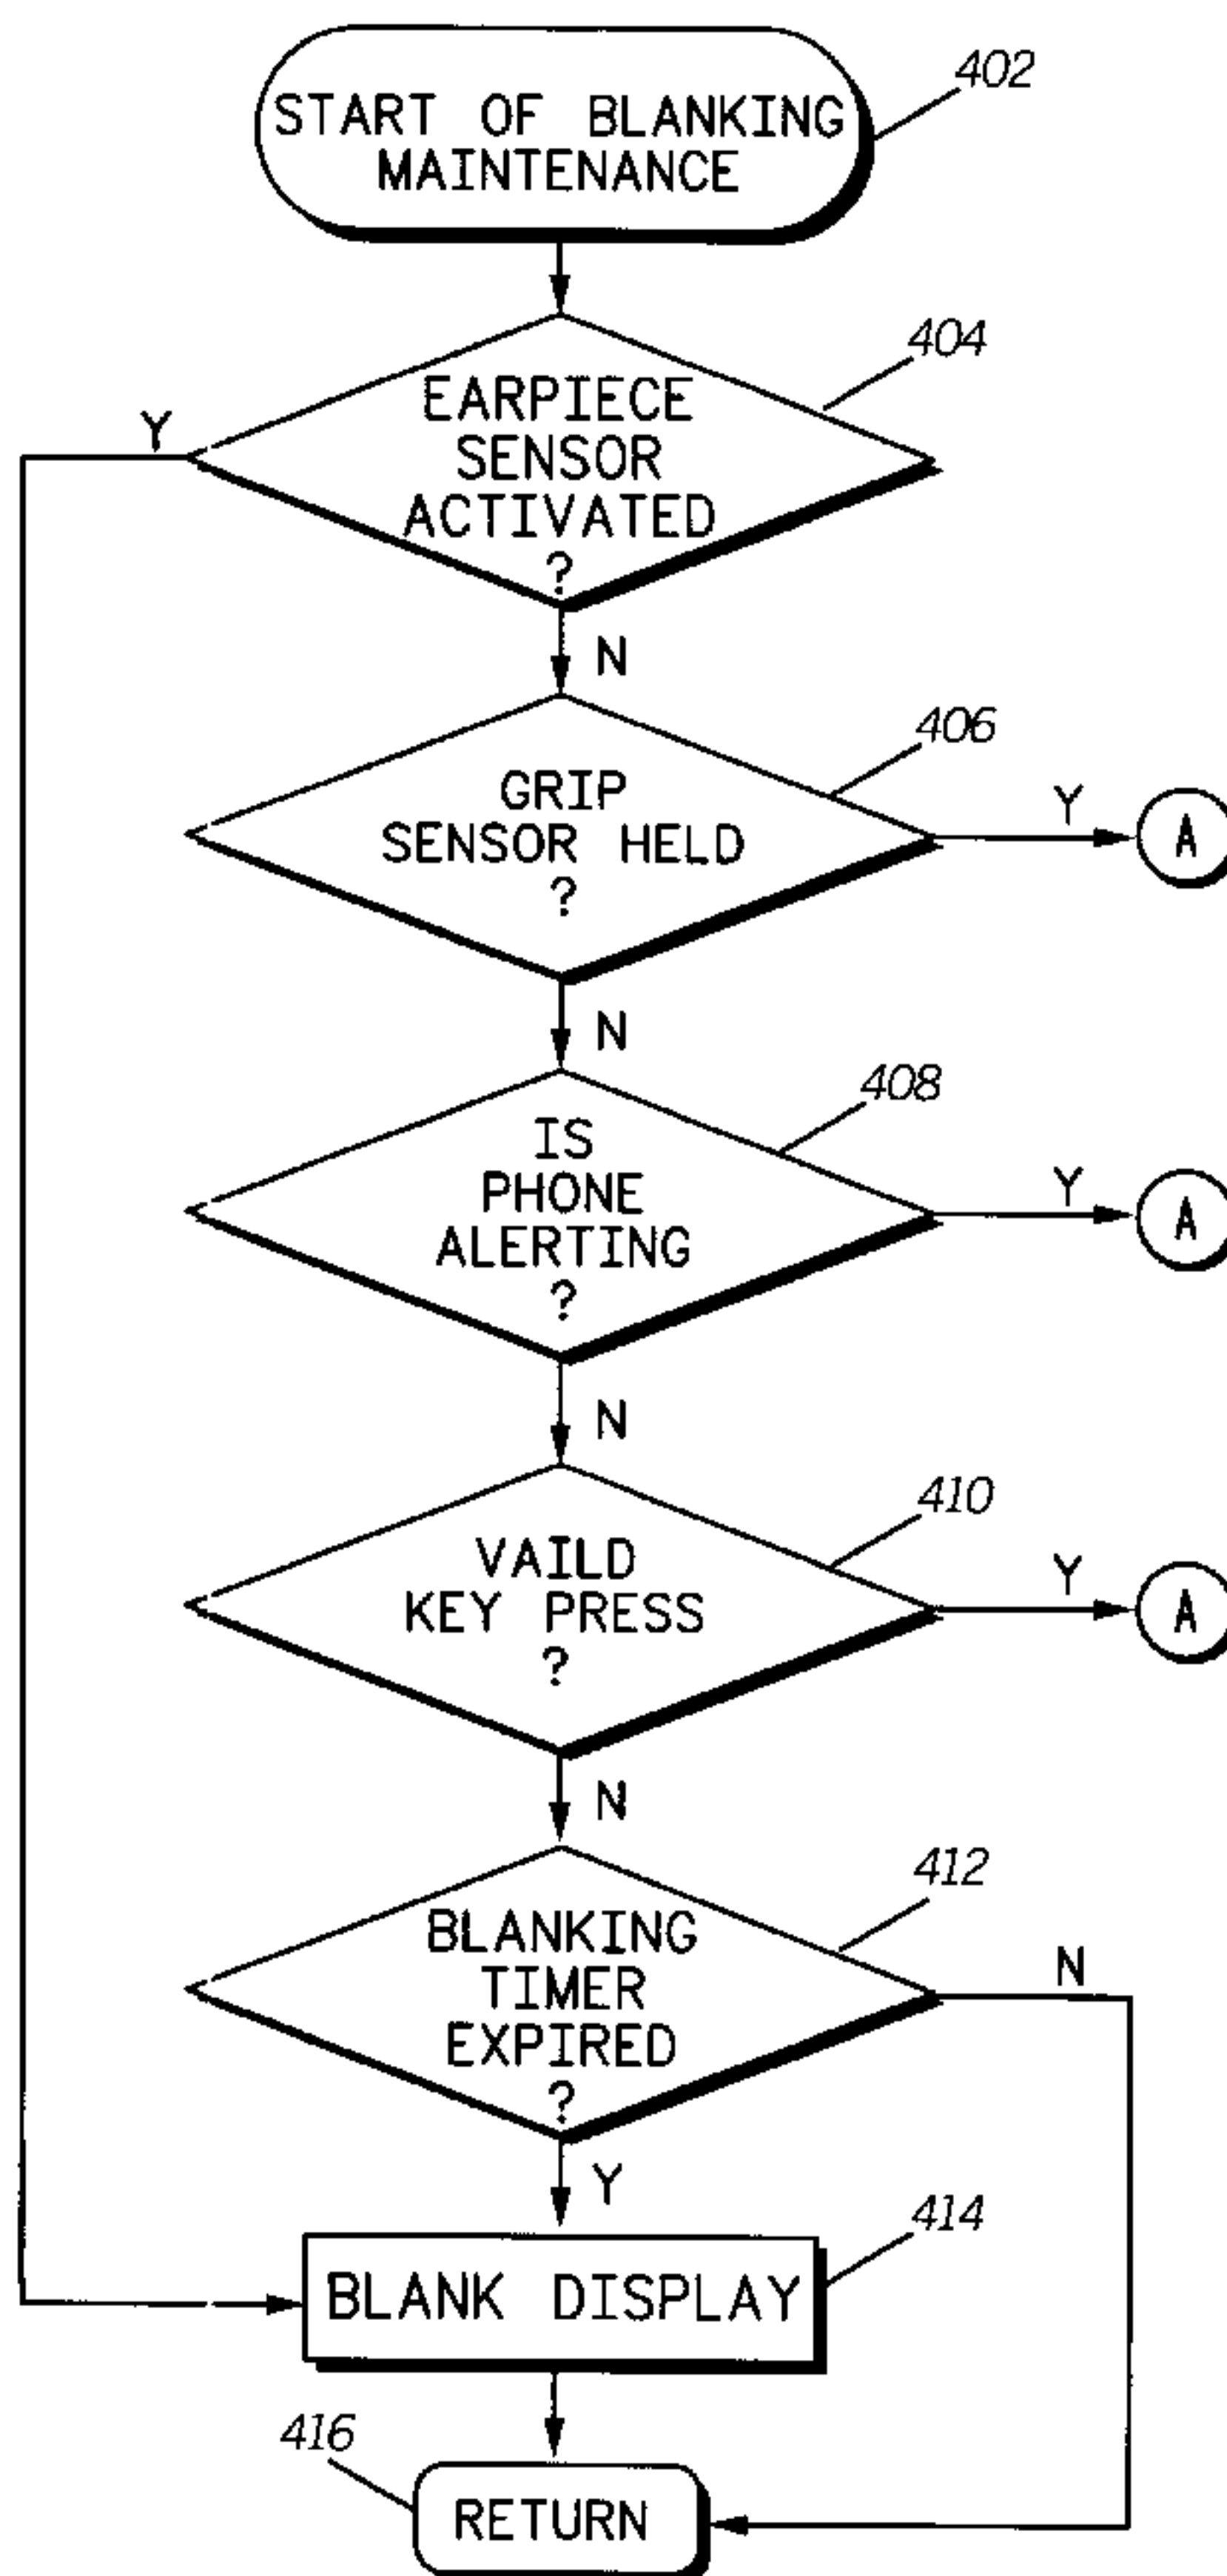 START OF BLANKING
MAINTENANCE
402
404
EARPIECE
SENSOR
ACTIVATED
?
Y
N
406
GRIP
SENSOR HELD
?
Y
A
N
408
IS
PHONE
ALERTING
?
Y
A
N
410
VAILD
KEY PRESS
?
Y
A
N
412
BLANKING
TIMER
EXPIRED
?
N
Y
414
BLANK DISPLAY
416
RETURN